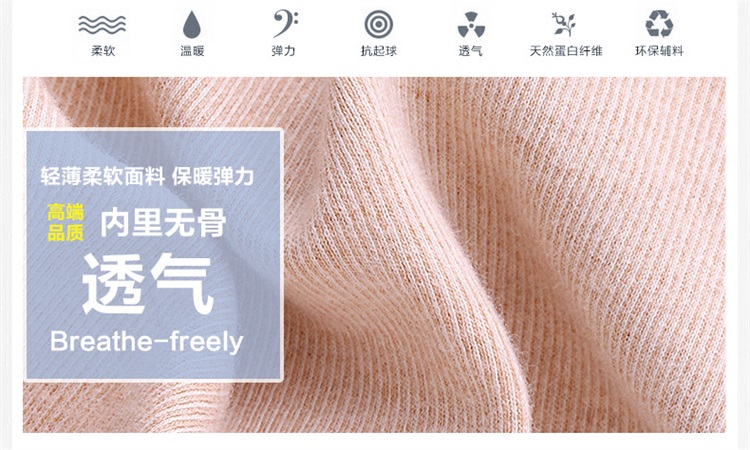 柔软
温暖
弹力
抗起球
透气
天然蛋白纤维
环保辅料
轻薄柔软面料 保暖弹力
高端
品质
内里无骨
透气
Breathe-freely